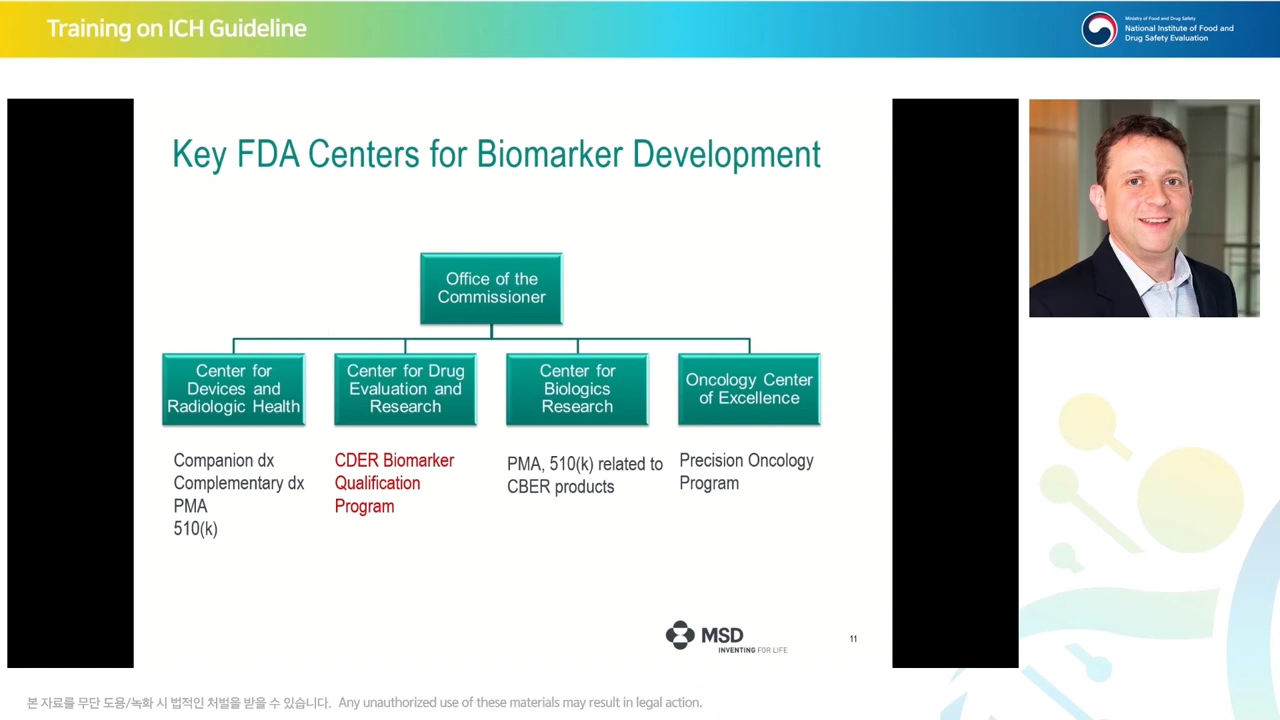 Training on ICH Guideline
Ministry of Food and Drug Safety
National Institute of Food and
Drug Safety Evaluation
Key FDA Centers for Biomarker Development
Office of the
Commissioner
Center for
Devices and
Radiologic Health
Center for Drug
Evaluation and
Research
Center for
Biologics
Research
Oncology Center
of Excellence
Companion dx
Complementary dx
PMA
510(k)
CDER Biomarker
Qualification
Program
PMA, 510(k) related to
CBER products
Precision Oncology
Program
MSD
INVENTING FOR LIFE
11
본 자료를 무단 도용/녹화 시 법적인 처벌을 받을 수 있습니다. Any unauthorized use of these materials may result in legal action.